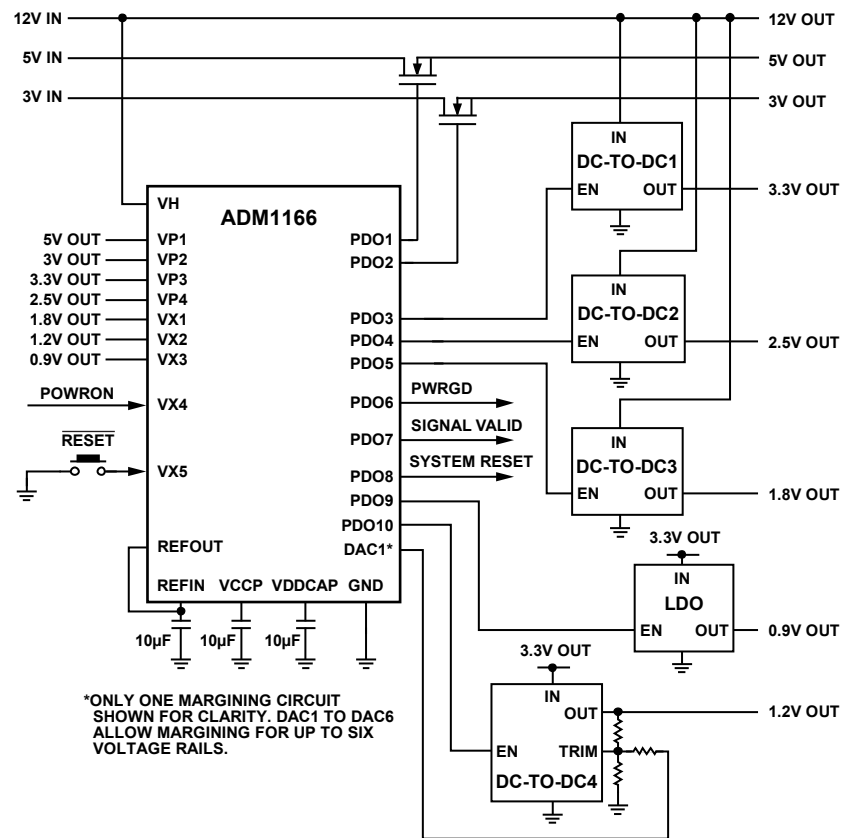 12V IN
12V OUT
5V IN
5V OUT
3V IN
3V OUT
IN
DC-TO-DC1
EN
OUT
3.3V OUT
VH
ADM1166
5V OUT
VP1
PDO1
3V OUT
VP2
PDO2
3.3V OUT
VP3
2.5V OUT
VP4
IN
DC-TO-DC2
1.8V OUT
VX1
PDO3
1.2V OUT
VX2
PDO4
EN
OUT
2.5V OUT
0.9V OUT
VX3
PDO5
POWRON
VX4
PDO6
PWRGD
PDO7
SIGNAL VALID
RESET
VX5
PDO8
SYSTEM RESET
IN
DC-TO-DC3
EN
OUT
1.8V OUT
PDO9
PDO10
REFOUT
DAC1*
3.3V OUT
IN
LDO
REFIN
VCCP
VDDCAP
GND
EN
OUT
0.9V OUT
10µF
10µF
10µF
3.3V OUT
IN
OUT
1.2V OUT
EN
TRIM
DC-TO-DC4
*ONLY ONE MARGINING CIRCUIT
SHOWN FOR CLARITY. DAC1 TO DAC6
ALLOW MARGINING FOR UP TO SIX
VOLTAGE RAILS.